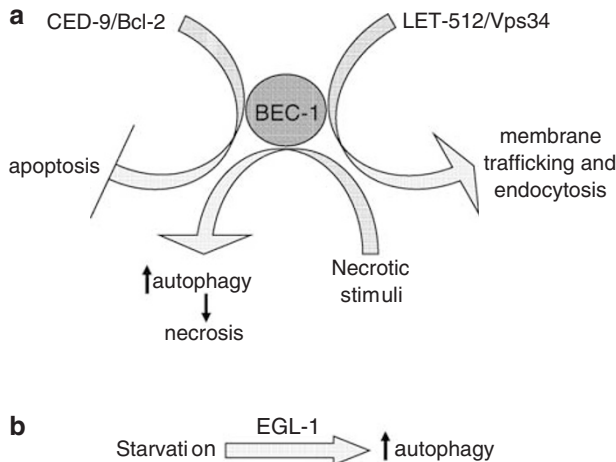 a
CED-9/Bcl-2
LET-512/Vps34
BEC-1
apoptosis
membrane
trafficking and
endocytosis
autophagy
necrosis
Necrotic
stimuli
b
EGL-1
Starvation
autophagy